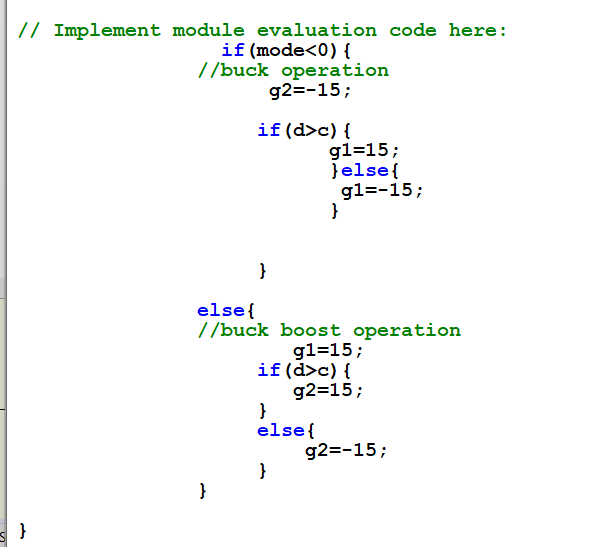 // Implement module evaluation code here:
if(mode<0){
//buck operation
g2=-15;
if(d>c){
g1=15;
}else{
g1=-15;
}
}
else{
//buck boost operation
g1=15;
if(d>c){
g2=15;
}
else{
g2=-15;
}
}
}